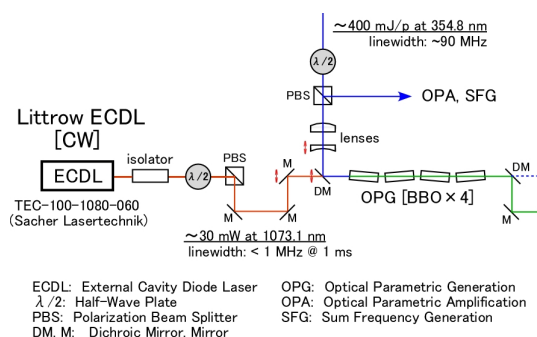 ~400 mJ/p at 354.8 nm
linewidth: ~90 MHz
λ/2
PBS
OPA, SFG
Littrow ECDL
[CW]
lenses
isolator
PBS
ECDL
λ/2
M
DM
DM
OPG [BBO×4]
TEC-100-1080-060
(Sacher Lasertechnik)
M
M
M
~30 mW at 1073.1 nm
linewidth: < 1 MHz @ 1 ms
ECDL: External Cavity Diode Laser
λ/2: Half-Wave Plate
PBS: Polarization Beam Splitter
DM, M: Dichroic Mirror, Mirror
OPG: Optical Parametric Generation
OPA: Optical Parametric Amplification
SFG: Sum Frequency Generation